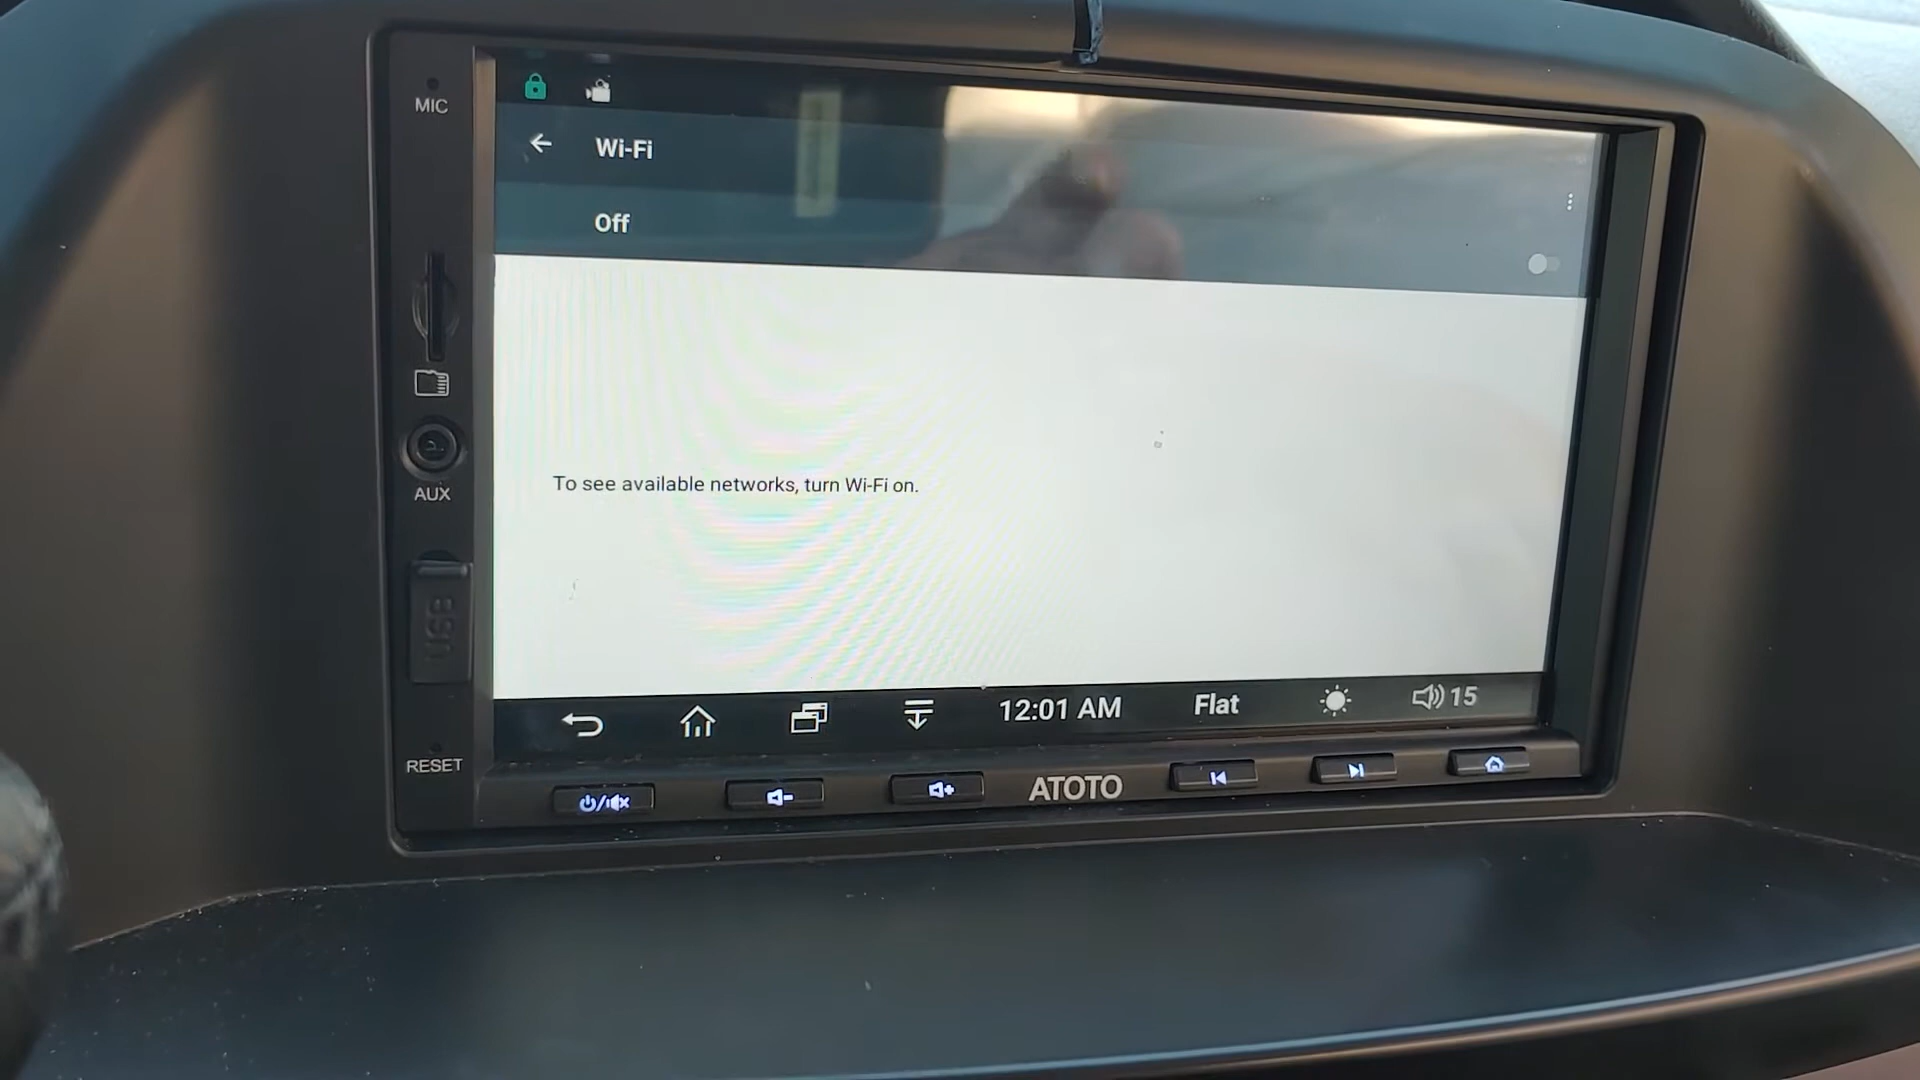 MIC
Wi-Fi
Off
To see available networks, turn Wi-Fi on.
AUX
USB
12:01 AM
Flat
15
RESET
ATOTO